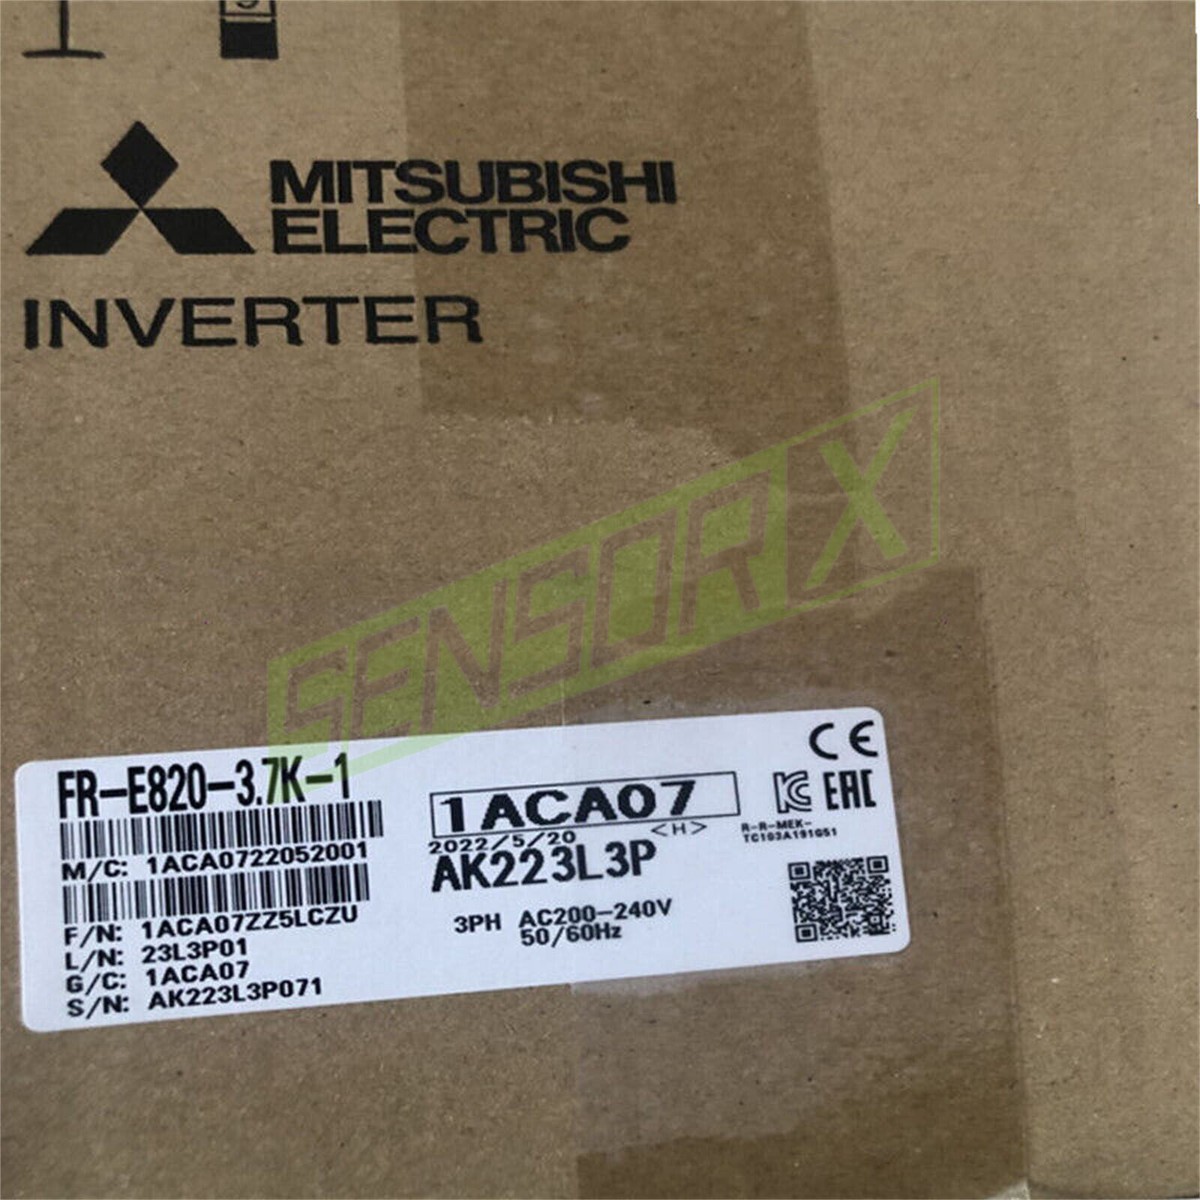 MITSUBISHI
ELECTRIC
INVERTER
SENSORX
FR-E820-3.7K-1
M/C: 1ACA0722052001
F/N: 1ACA07ZZ5LCZU
L/N: 23L3P01
G/C: 1ACA07
S/N: AK223L3P071
1ACA07
2022/5/20 <H>
AK223L3P
3PH AC200-240V
50/60Hz
CE
KC EAC
R-R-MEK-
TC103A191G51